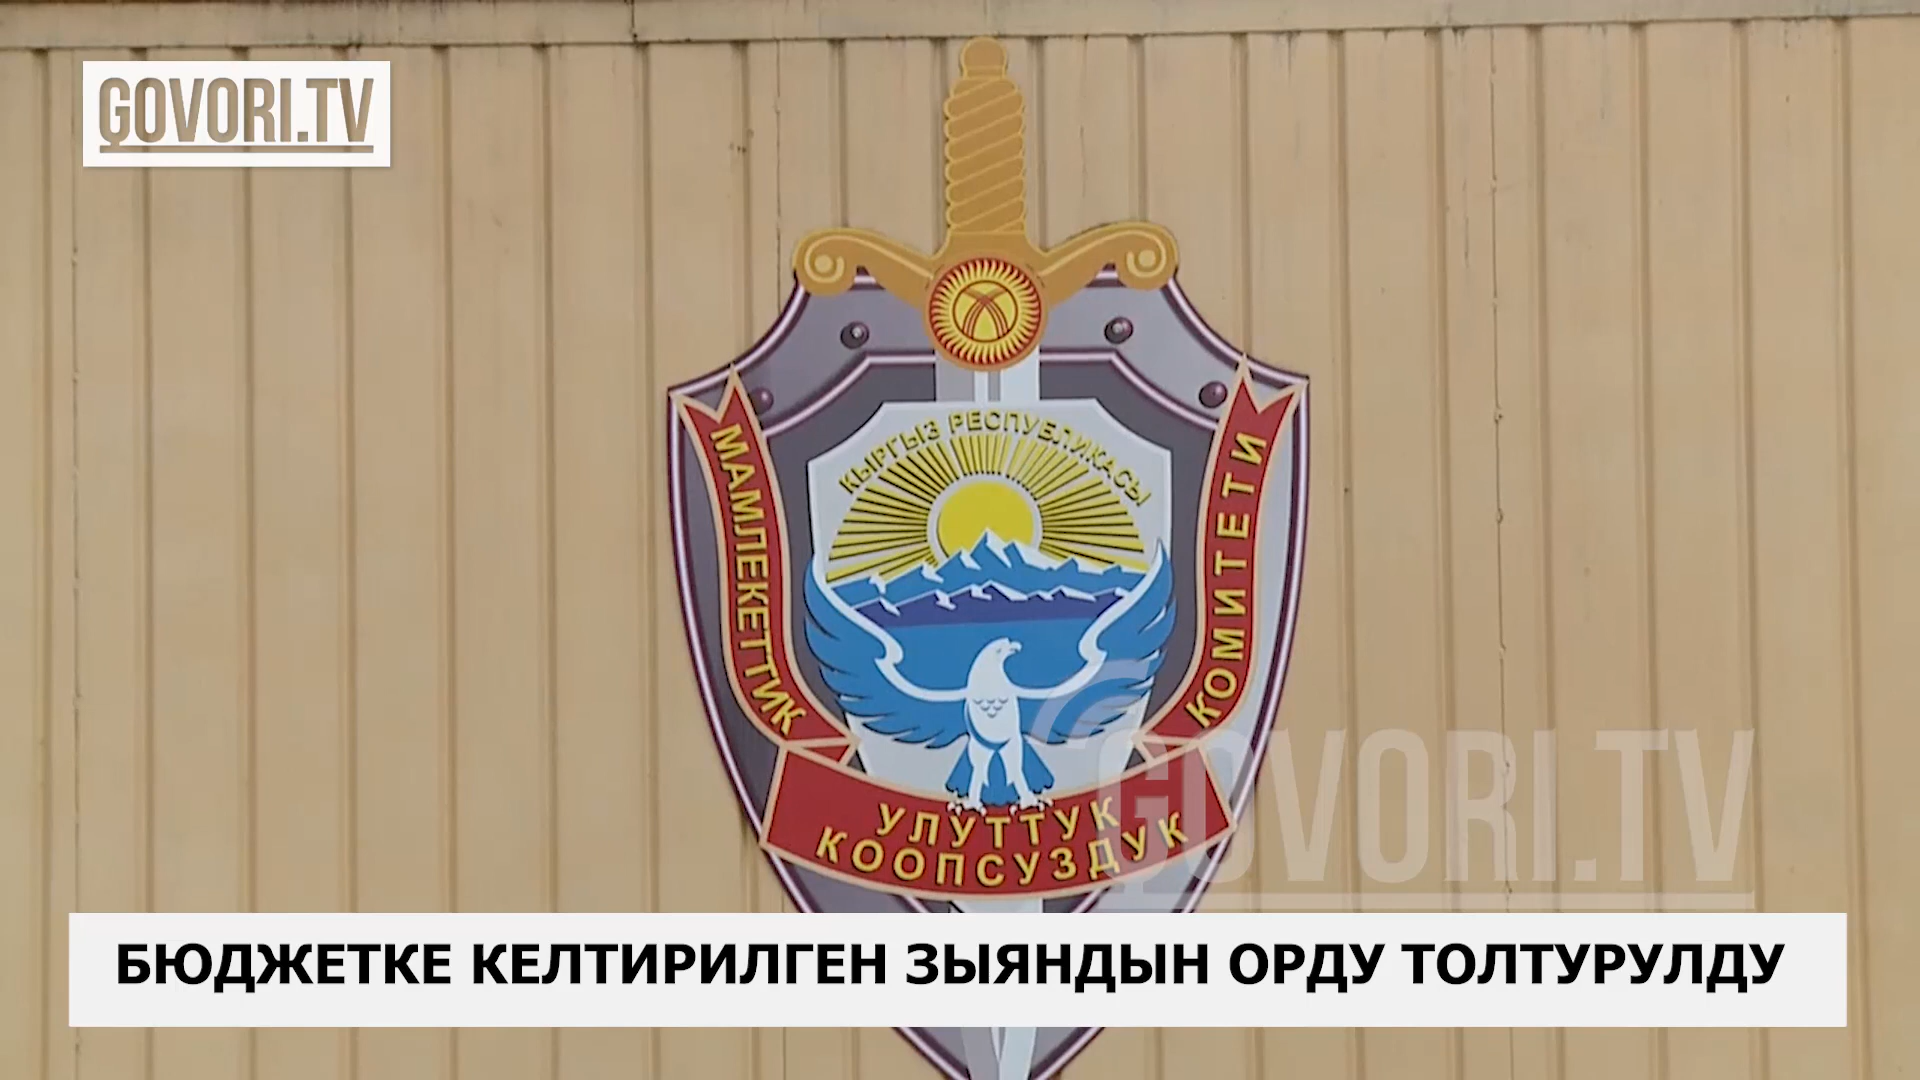 GOVORI.TV
КЫРГЫЗ РЕСПУБЛИКАСЫ
МАМЛЕКЕТТИК
УЛУТТУК
КООПСУЗДУК
КОМИТЕТИ
GOVORI.TV
БЮДЖЕТКЕ КЕЛТИРИЛГЕН ЗЫЯНДЫН ОРДУ ТОЛТУРУЛДУ